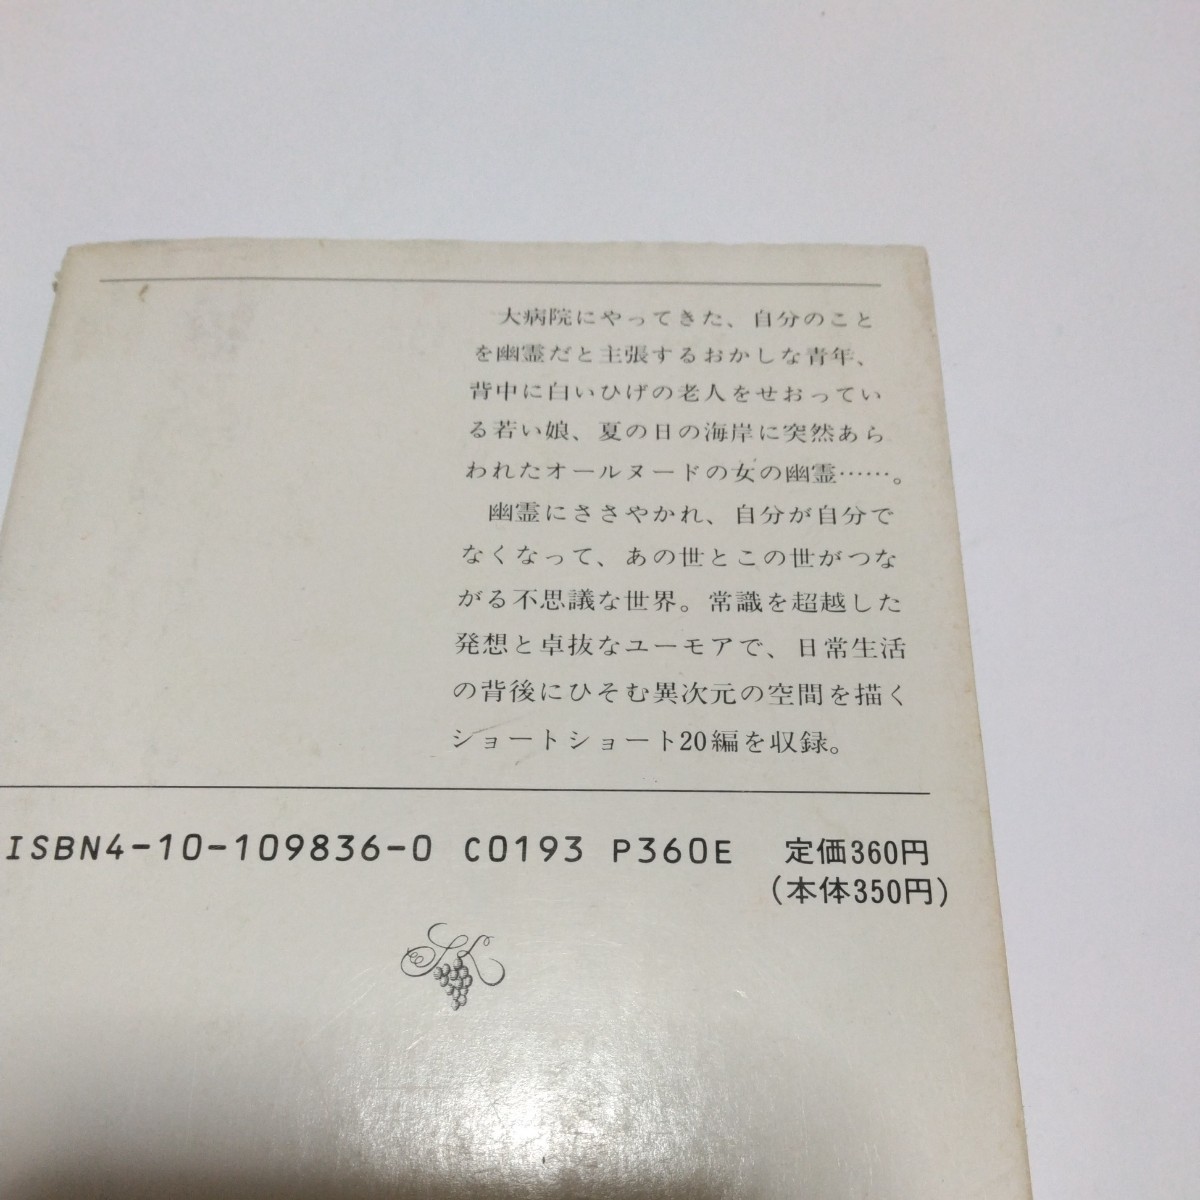 大病院にやってきた、自分のこと
を幽霊だと主張するおかしな青年、
背中に白いひげの老人をせおってい
る若い娘、夏の日の海岸に突然あら
われたオールヌードの女の幽霊……。
幽霊にささやかれ、自分が自分で
なくなって、あの世とこの世がつな
がる不思議な世界。常識を超越した
発想と卓抜なユーモアで、日常生活
の背後にひそむ異次元の空間を描く
ショートショート20編を収録。
ISBN4-10-109836-0 C0193 P360E 定価360円
(本体350円)
SK